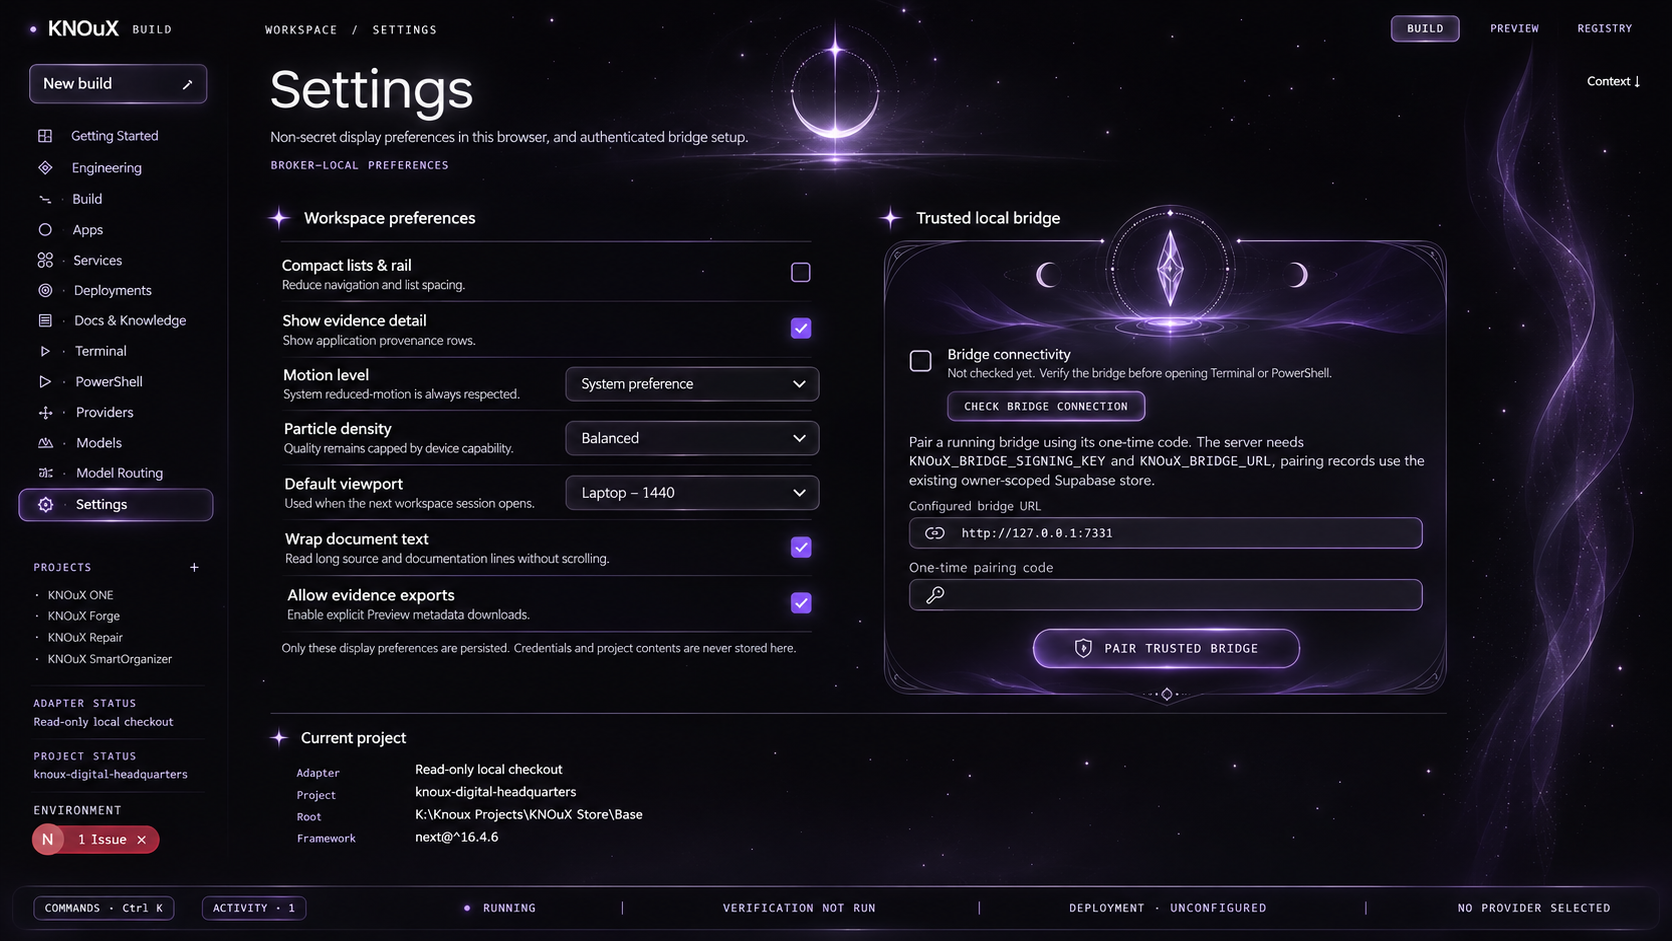 KNOuX BUILD
WORKSPACE / SETTINGS
BUILD
PREVIEW
REGISTRY
Context ↓
New build
Getting Started
Engineering
Build
Apps
Services
Deployments
Docs & Knowledge
Terminal
PowerShell
Providers
Models
Model Routing
Settings
PROJECTS +
KNOuX ONE
KNOuX Forge
KNOuX Repair
KNOuX SmartOrganizer
ADAPTER STATUS
Read-only local checkout
PROJECT STATUS
knoux-digital-headquarters
ENVIRONMENT
N 1 Issue ×
Settings
Non-secret display preferences in this browser, and authenticated bridge setup.
BROKER-LOCAL PREFERENCES
Workspace preferences
Compact lists & rail
Reduce navigation and list spacing.
Show evidence detail
Show application provenance rows.
Motion level
System reduced-motion is always respected.
System preference
Particle density
Quality remains capped by device capability.
Balanced
Default viewport
Used when the next workspace session opens.
Laptop – 1440
Wrap document text
Read long source and documentation lines without scrolling.
Allow evidence exports
Enable explicit Preview metadata downloads.
Only these display preferences are persisted. Credentials and project contents are never stored here.
Trusted local bridge
Bridge connectivity
Not checked yet. Verify the bridge before opening Terminal or PowerShell.
CHECK BRIDGE CONNECTION
Pair a running bridge using its one-time code. The server needs
KNOuX_BRIDGE_SIGNING_KEY and KNOuX_BRIDGE_URL, pairing records use the
existing owner-scoped Supabase store.
Configured bridge URL
http://127.0.0.1:7331
One-time pairing code
PAIR TRUSTED BRIDGE
Current project
Adapter Read-only local checkout
Project knoux-digital-headquarters
Root K:\Knoux Projects\KNOuX Store\Base
Framework next@^16.4.6
COMMANDS · Ctrl K
ACTIVITY · 1
RUNNING
VERIFICATION NOT RUN
DEPLOYMENT · UNCONFIGURED
NO PROVIDER SELECTED